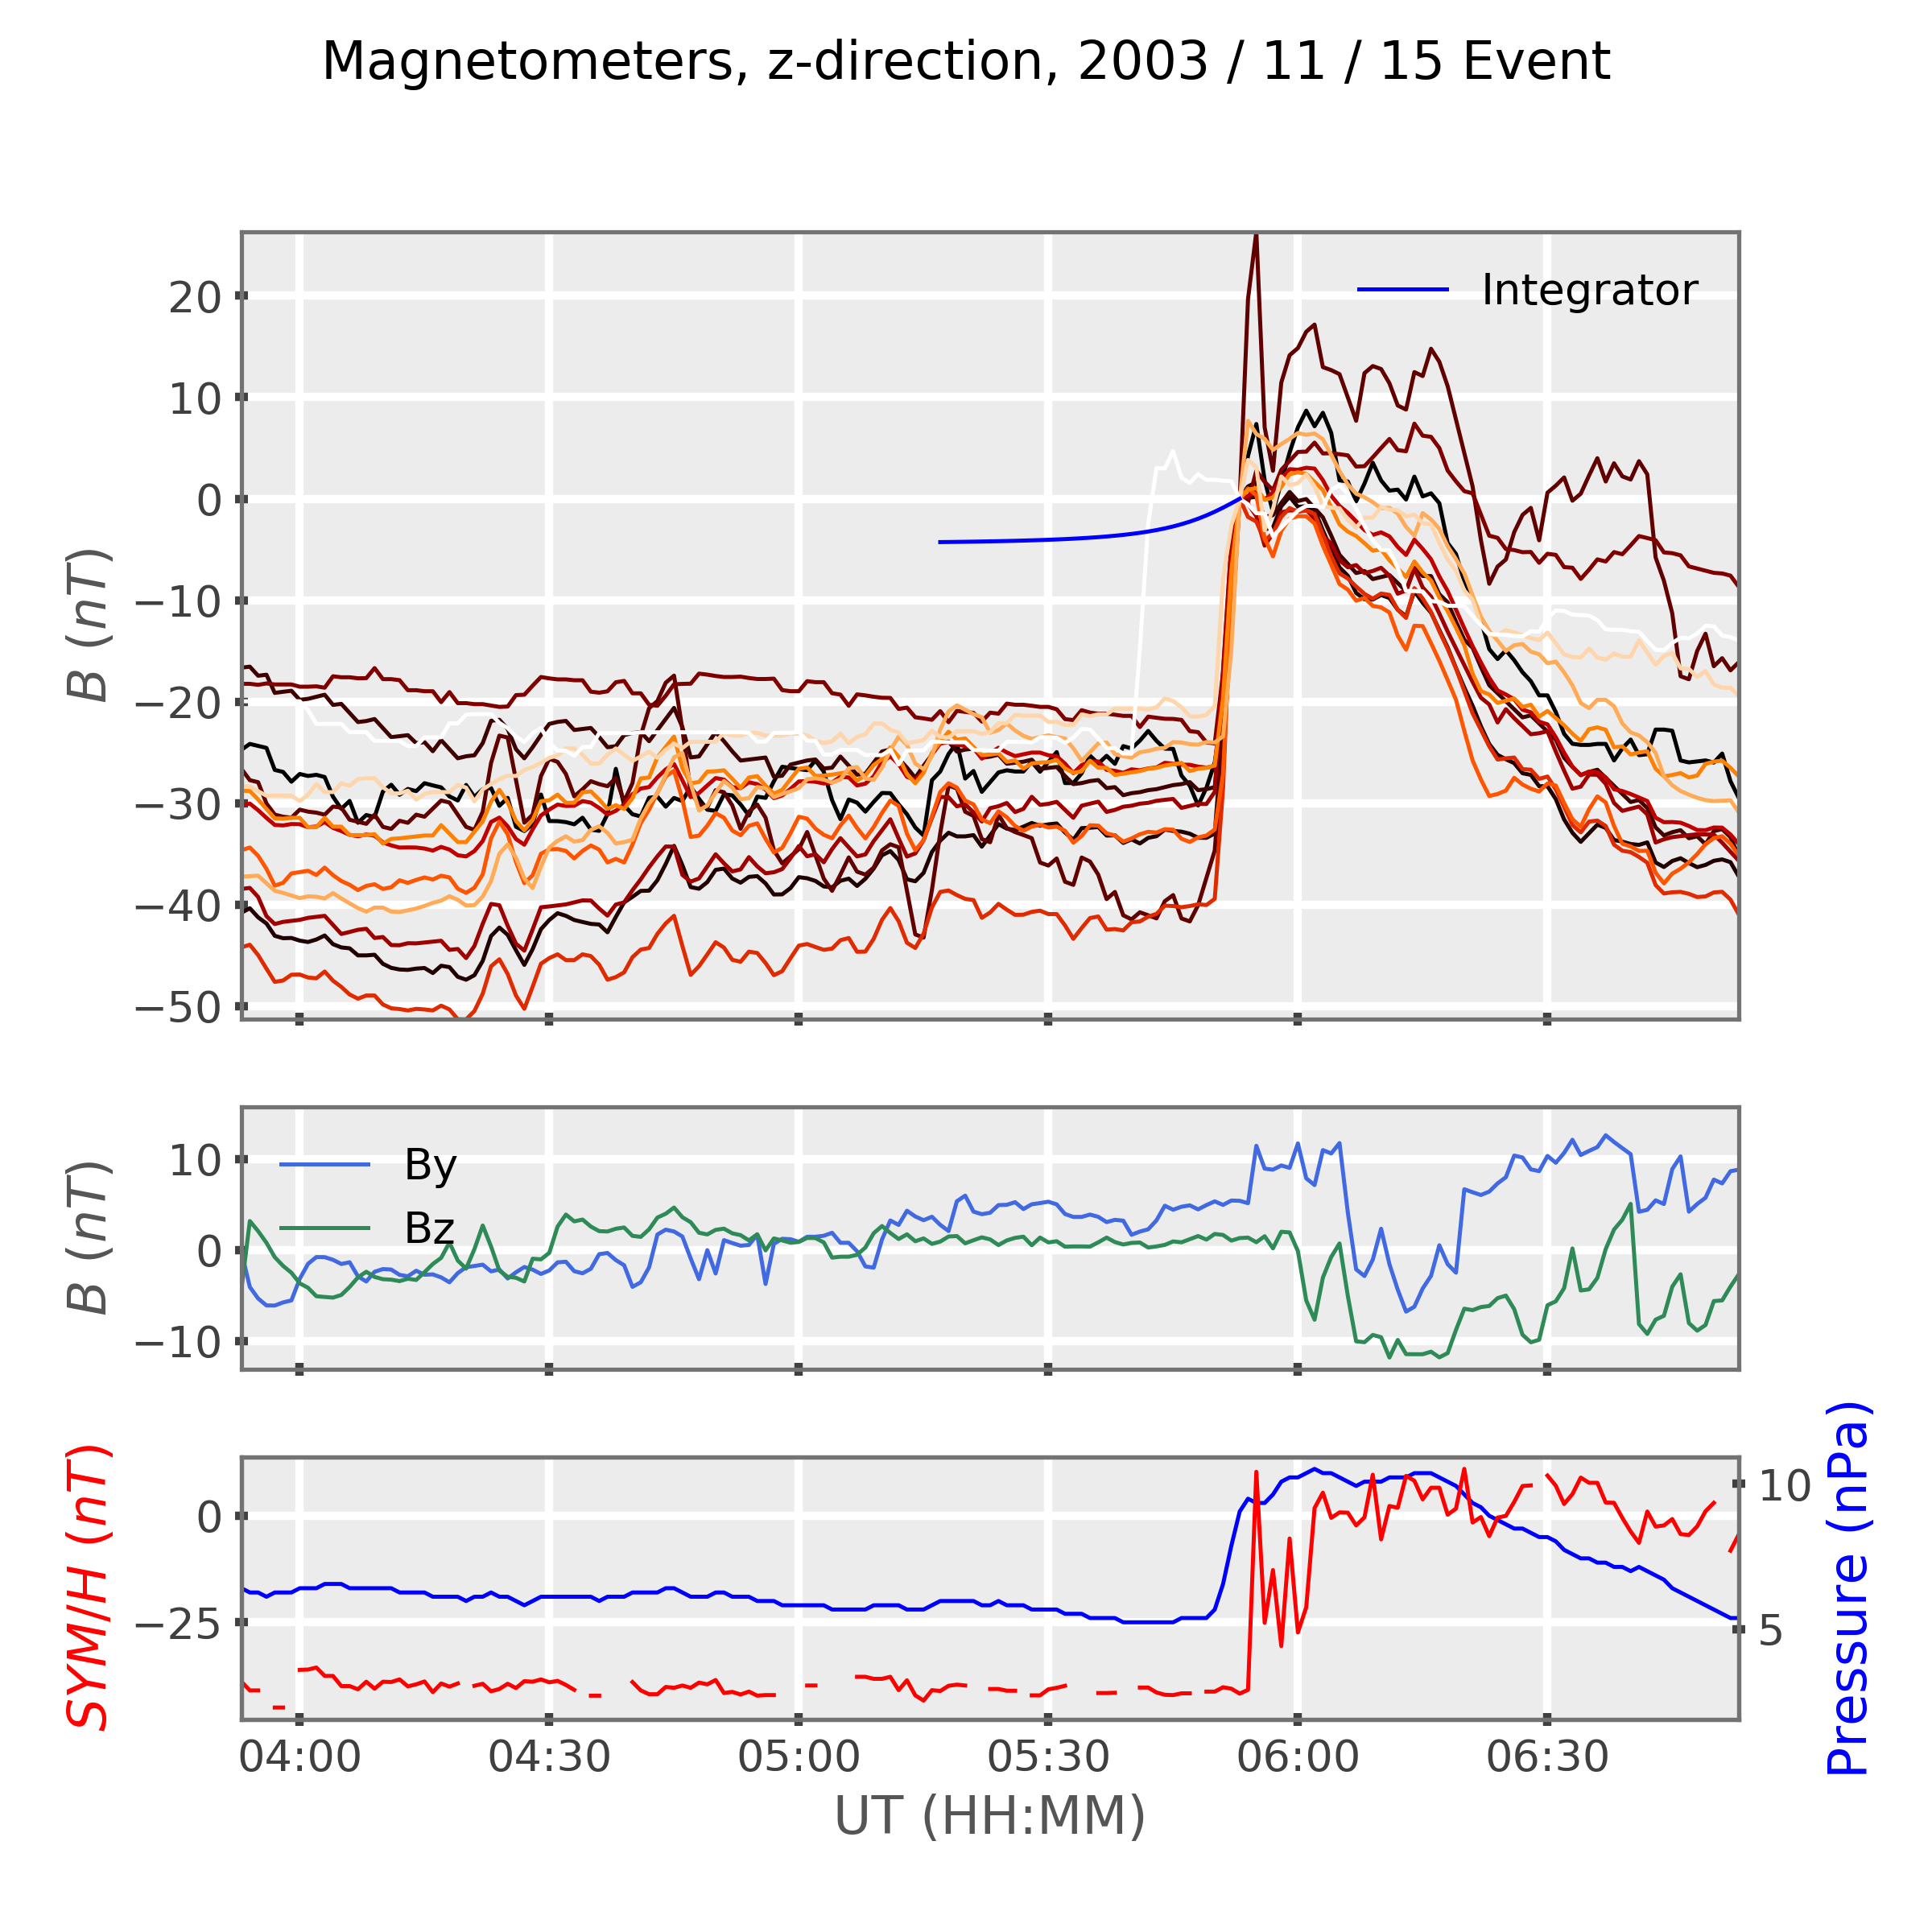 Magnetometers, z-direction, 2003 / 11 / 15 Event
B (nT)
20
10
0
−10
−20
−30
−40
−50
Integrator
B (nT)
10
0
−10
By
Bz
SYM/H (nT)
0
−25
10
5
Pressure (nPa)
04:00 04:30 05:00 05:30 06:00 06:30
UT (HH:MM)